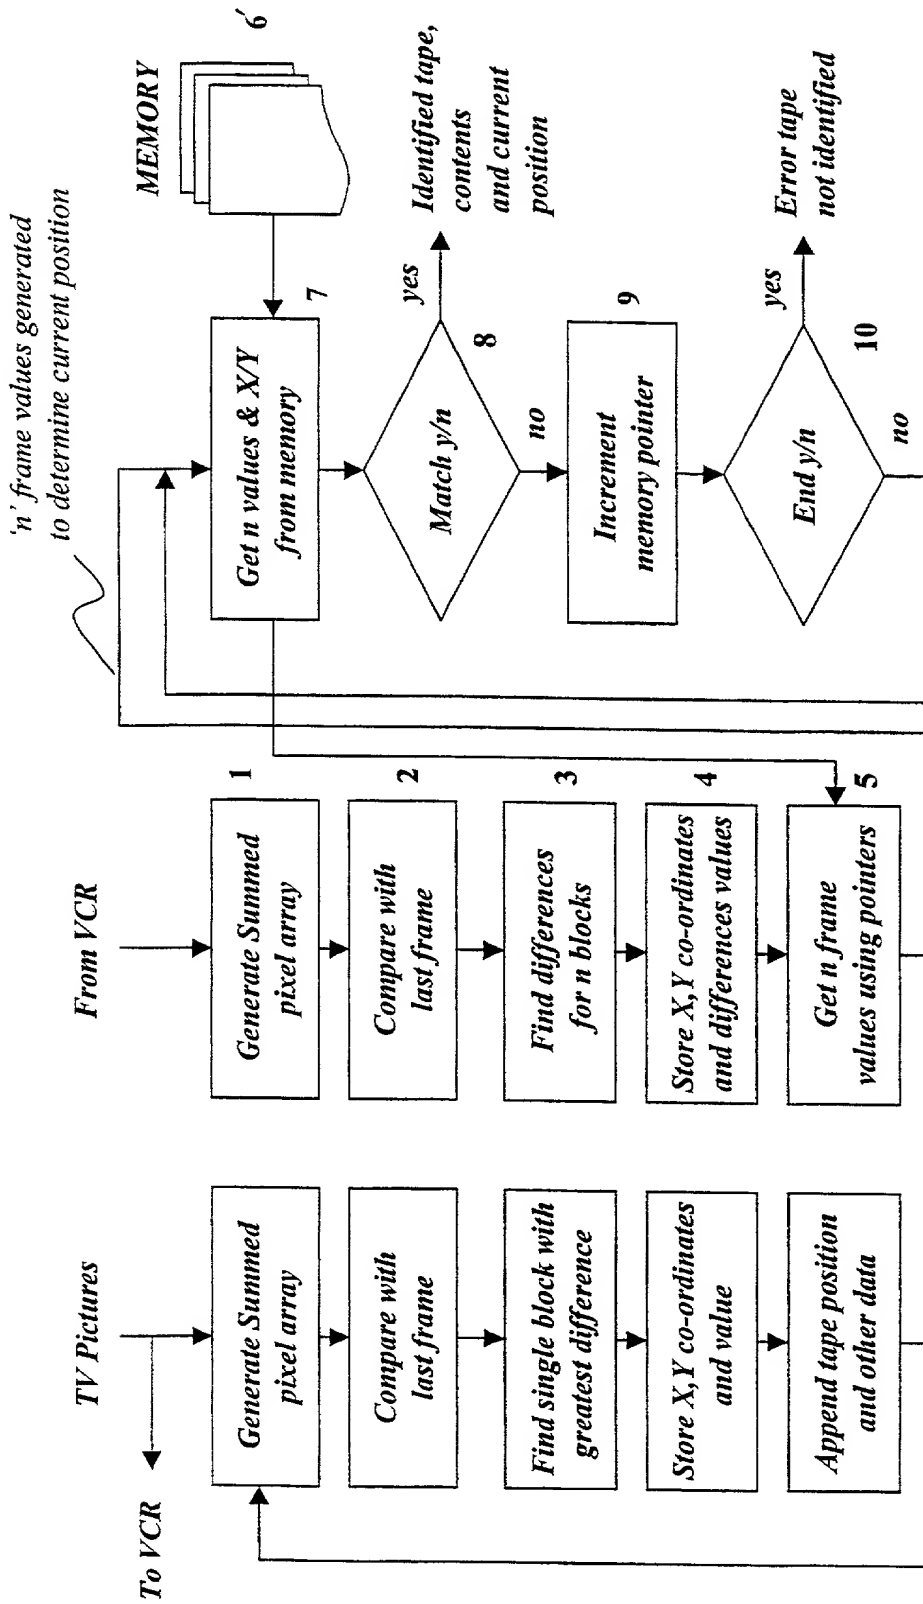 To VCR
TV Pictures
Generate Summed
pixel array
Compare with
last frame
Find single block with
greatest difference
Store X,Y co-ordinates
and value
Append tape position
and other data
From VCR
Generate Summed
pixel array
1
Compare with
last frame
2
Find differences
for n blocks
3
Store X,Y co-ordinates
and differences values
4
Get n frame
values using pointers
5
'n' frame values generated
to determine current position
MEMORY
6'
Get n values & X/Y
from memory
7
Match y/n
8
yes
Identified tape,
contents
and current
position
no
Increment
memory pointer
9
End y/n
10
yes
Error tape
not identified
no